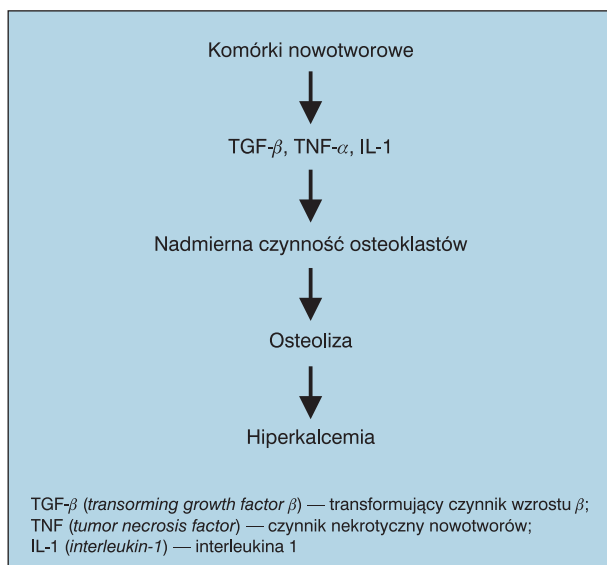 Komórki nowotworowe
TGF-β, TNF-α, IL-1
Nadmierna czynność osteoklastów
Osteoliza
Hiperkalcemia
TGF-β (transorming growth factor β) — transformujący czynnik wzrostu β;
TNF (tumor necrosis factor) — czynnik nekrotyczny nowotworów;
IL-1 (interleukin-1) — interleukina 1